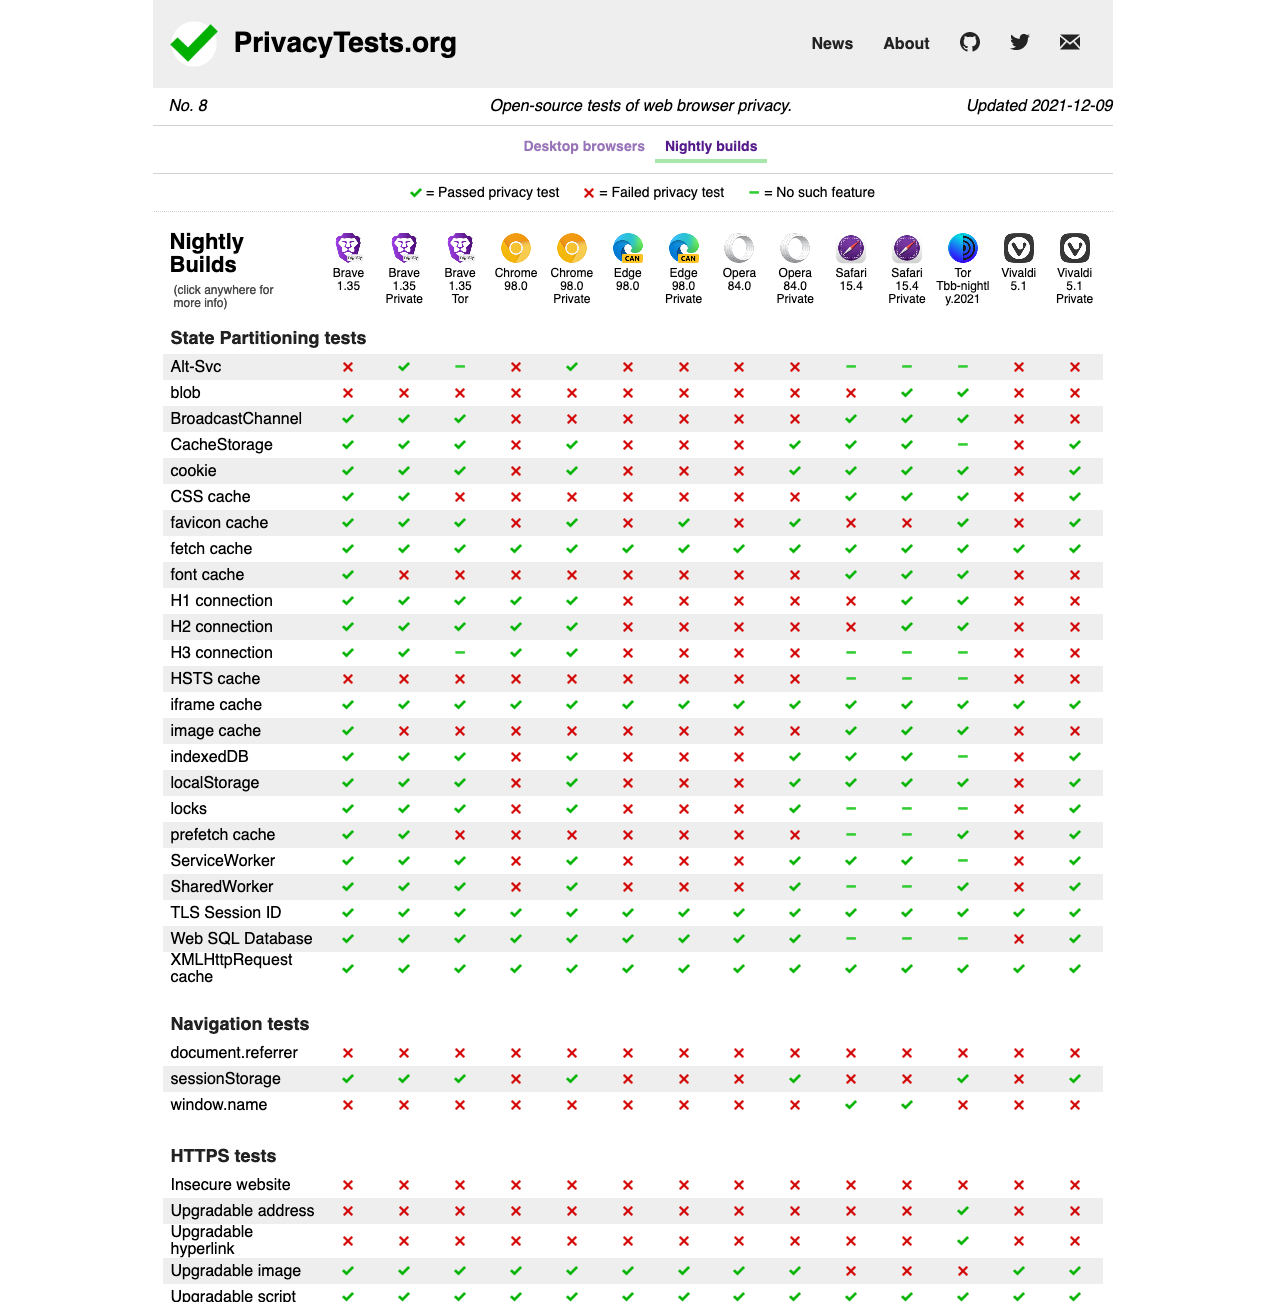 PrivacyTests.org
News About
No. 8 Open-source tests of web browser privacy. Updated 2021-12-09
Desktop browsers Nightly builds
= Passed privacy test = Failed privacy test = No such feature
Nightly Builds
(click anywhere for more info)
Brave 1.35
Brave 1.35 Private
Brave 1.35 Tor
Chrome 98.0
Chrome 98.0 Private
Edge 98.0
Edge 98.0 Private
Opera 84.0
Opera 84.0 Private
Safari 15.4
Safari 15.4 Private
Tor Tbb-nightly.2021
Vivaldi 5.1
Vivaldi 5.1 Private
CAN CAN
State Partitioning tests
Alt-Svc
blob
BroadcastChannel
CacheStorage
cookie
CSS cache
favicon cache
fetch cache
font cache
H1 connection
H2 connection
H3 connection
HSTS cache
iframe cache
image cache
indexedDB
localStorage
locks
prefetch cache
ServiceWorker
SharedWorker
TLS Session ID
Web SQL Database
XMLHttpRequest
cache
Navigation tests
document.referrer
sessionStorage
window.name
HTTPS tests
Insecure website
Upgradable address
Upgradable
hyperlink
Upgradable image
Upgradable script